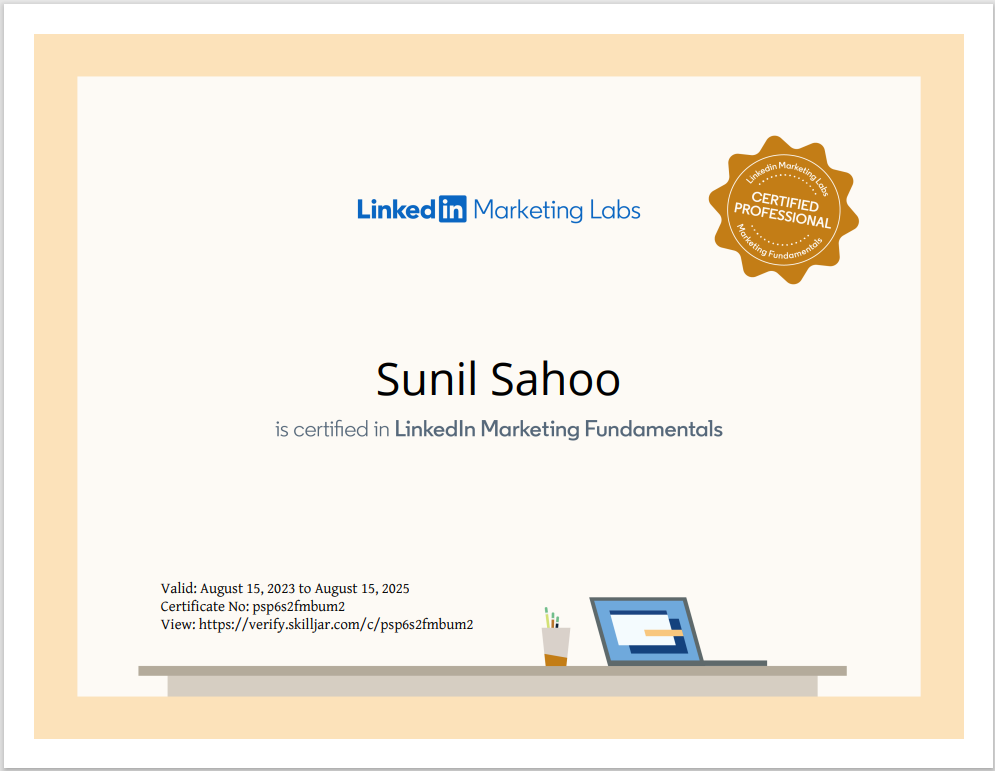 LinkedIn Marketing Labs
Linkedin Marketing Labs
CERTIFIED
PROFESSIONAL
Marketing Fundamentals
Sunil Sahoo
is certified in LinkedIn Marketing Fundamentals
Valid: August 15, 2023 to August 15, 2025
Certificate No: psp6s2fmbum2
View: https://verify.skilljar.com/c/psp6s2fmbum2